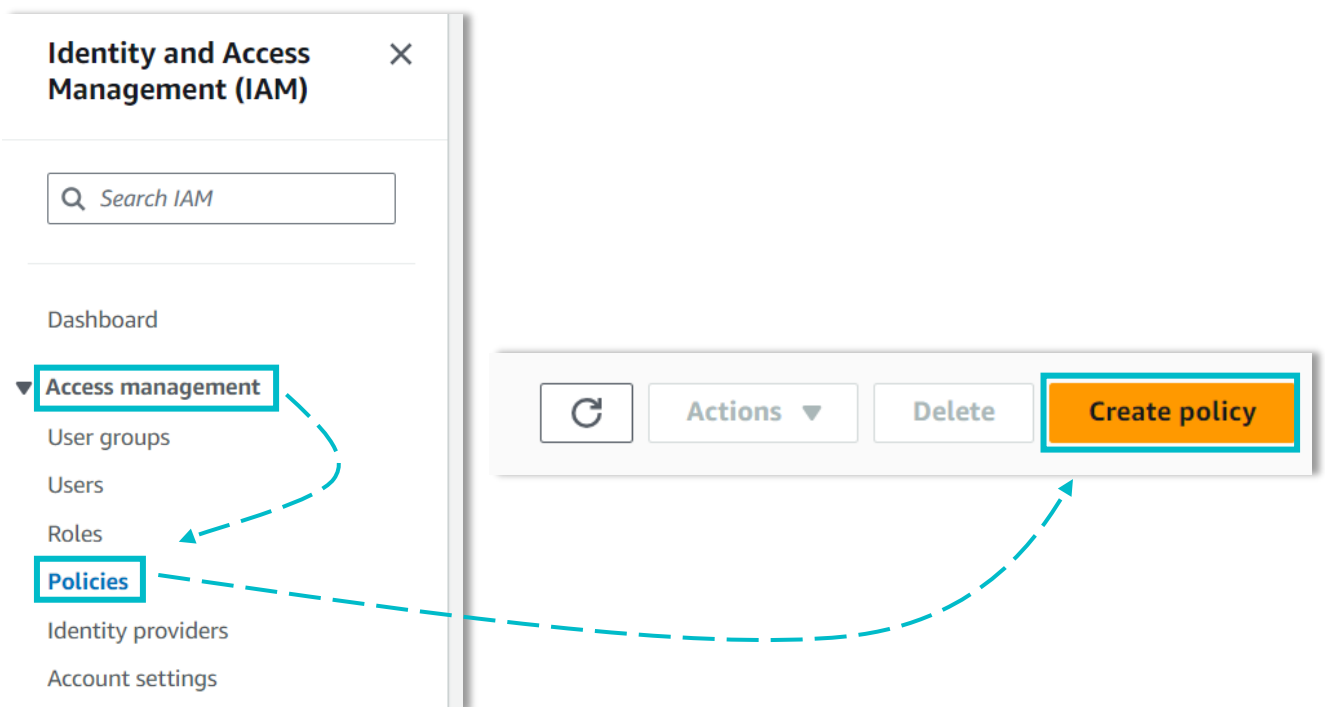 Identity and Access
Management (IAM)
Search IAM
Dashboard
Access management
User groups
Users
Roles
Policies
Identity providers
Account settings
Actions
Delete
Create policy